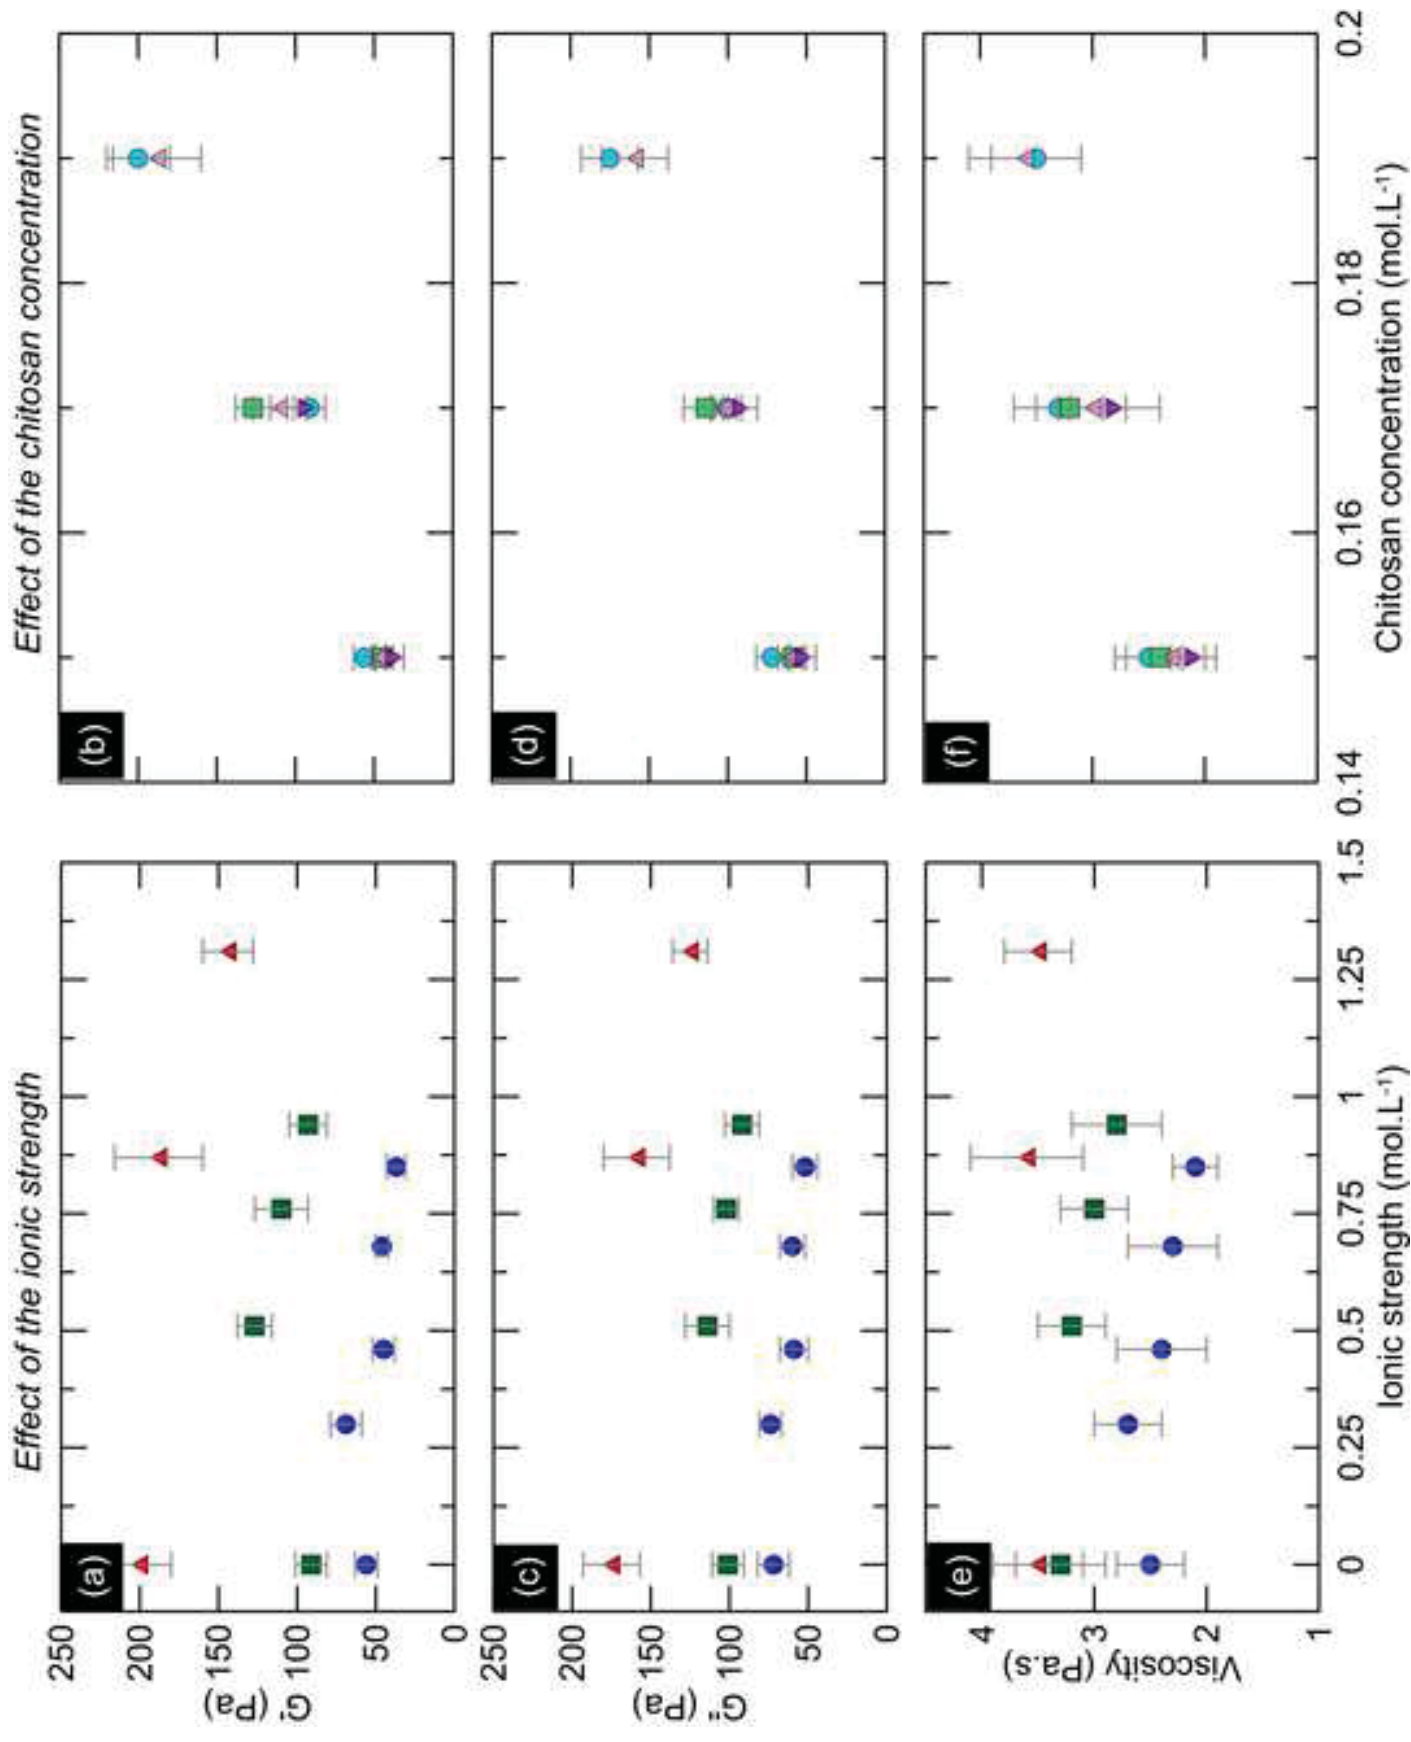 Effect of the ionic strength
Effect of the chitosan concentration
(a)
(b)
G' (Pa)
250
200
150
100
50
0
(c)
(d)
G'' (Pa)
250
200
150
100
50
0
(e)
(f)
Viscosity (Pa.s)
4
3
2
1
0 0.25 0.5 0.75 1 1.25 1.5
0.14 0.16 0.18 0.2
Ionic strength (mol.L⁻¹)
Chitosan concentration (mol.L⁻¹)